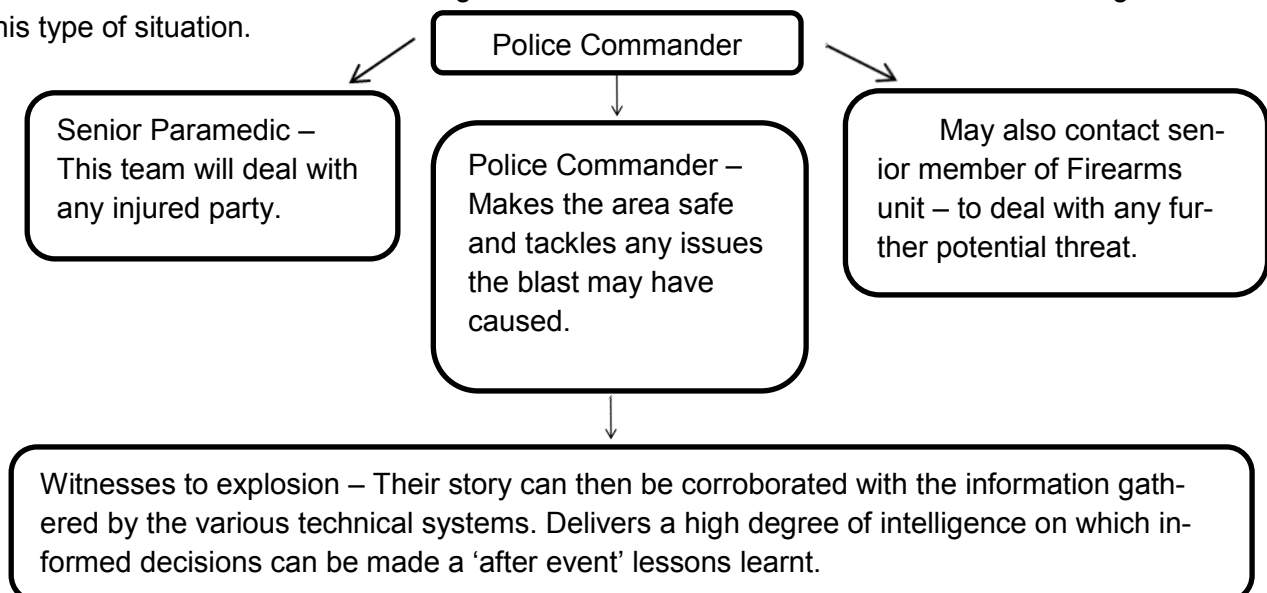 his type of situation.
Police Commander
Senior Paramedic –
This team will deal with
any injured party.
Police Commander –
Makes the area safe
and tackles any issues
the blast may have
caused.
May also contact sen-
ior member of Firearms
unit – to deal with any fur-
ther potential threat.
Witnesses to explosion – Their story can then be corroborated with the information gath-
ered by the various technical systems. Delivers a high degree of intelligence on which in-
formed decisions can be made a ‘after event’ lessons learnt.